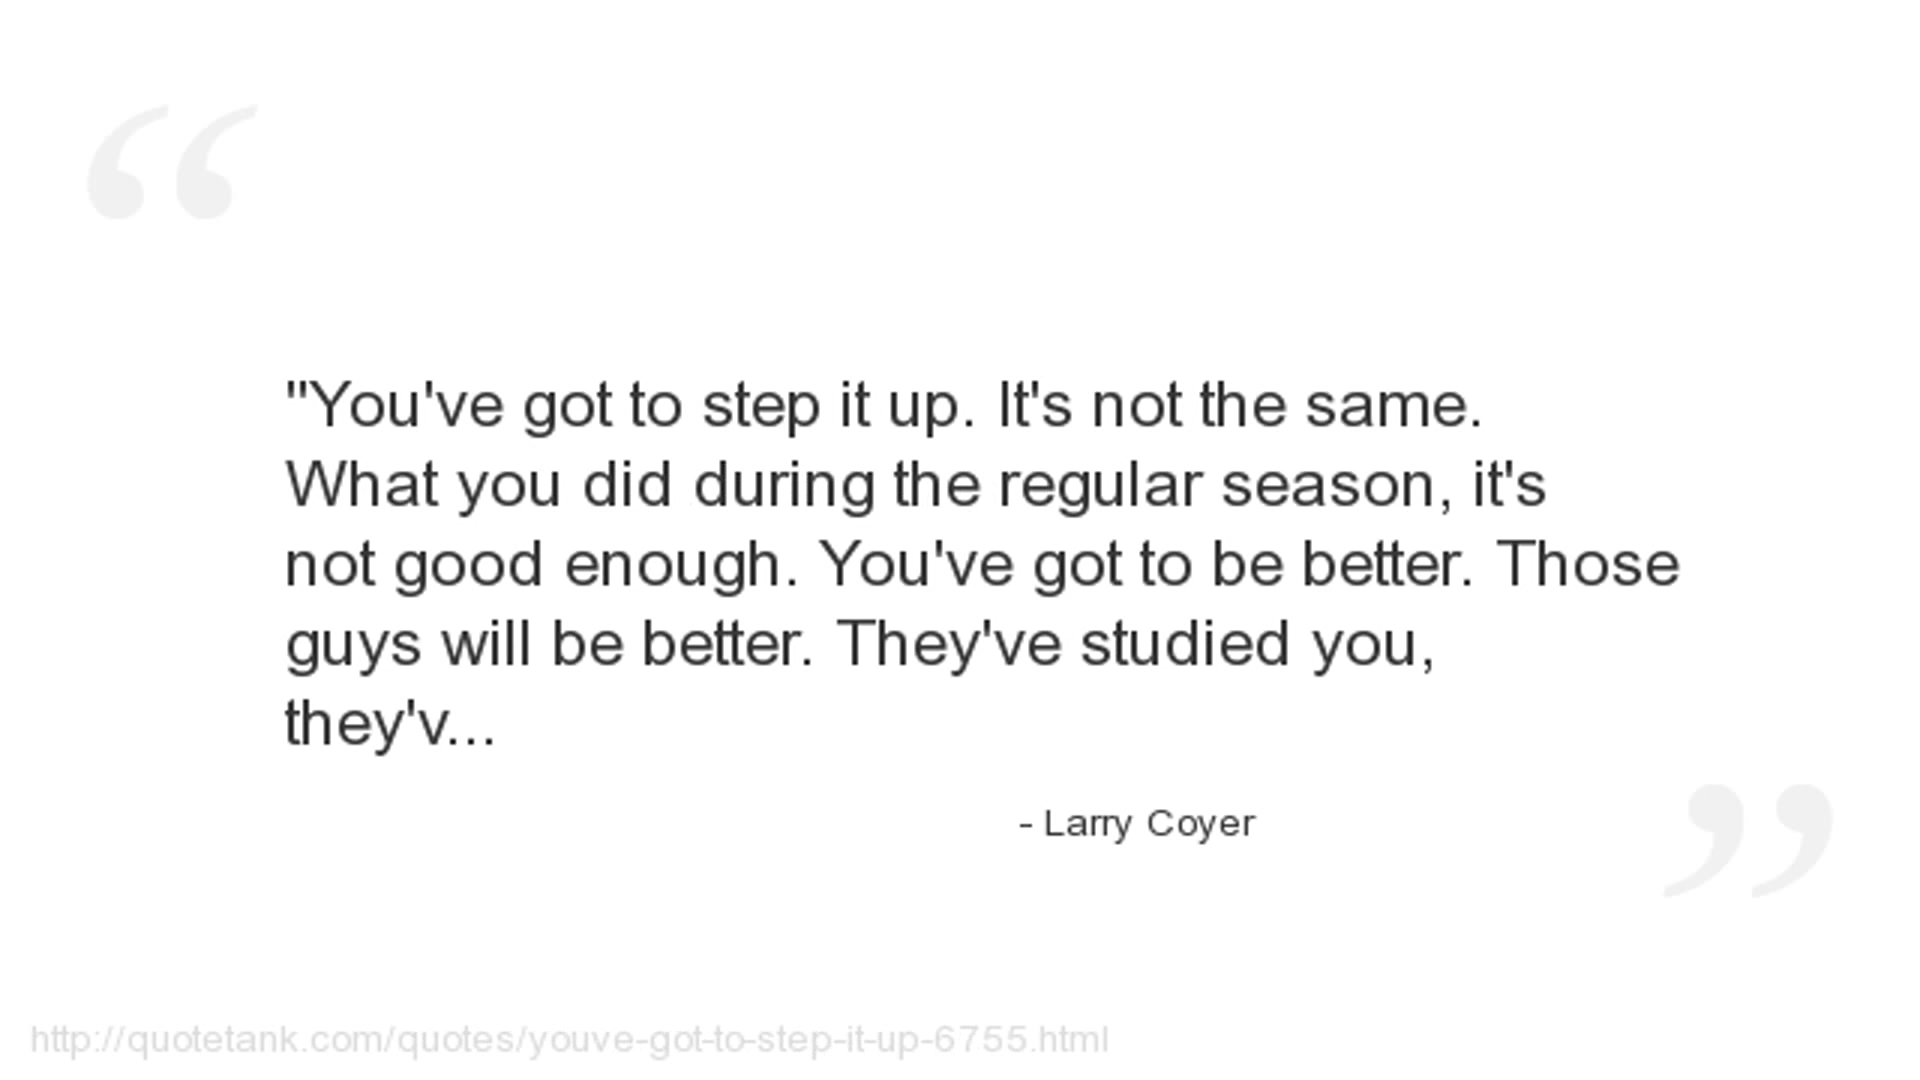 "You've got to step it up. It's not the same.
What you did during the regular season, it's
not good enough. You've got to be better. Those
guys will be better. They've studied you,
they'v...
- Larry Coyer
http://quotetank.com/quotes/youve-got-to-step-it-up-6755.html